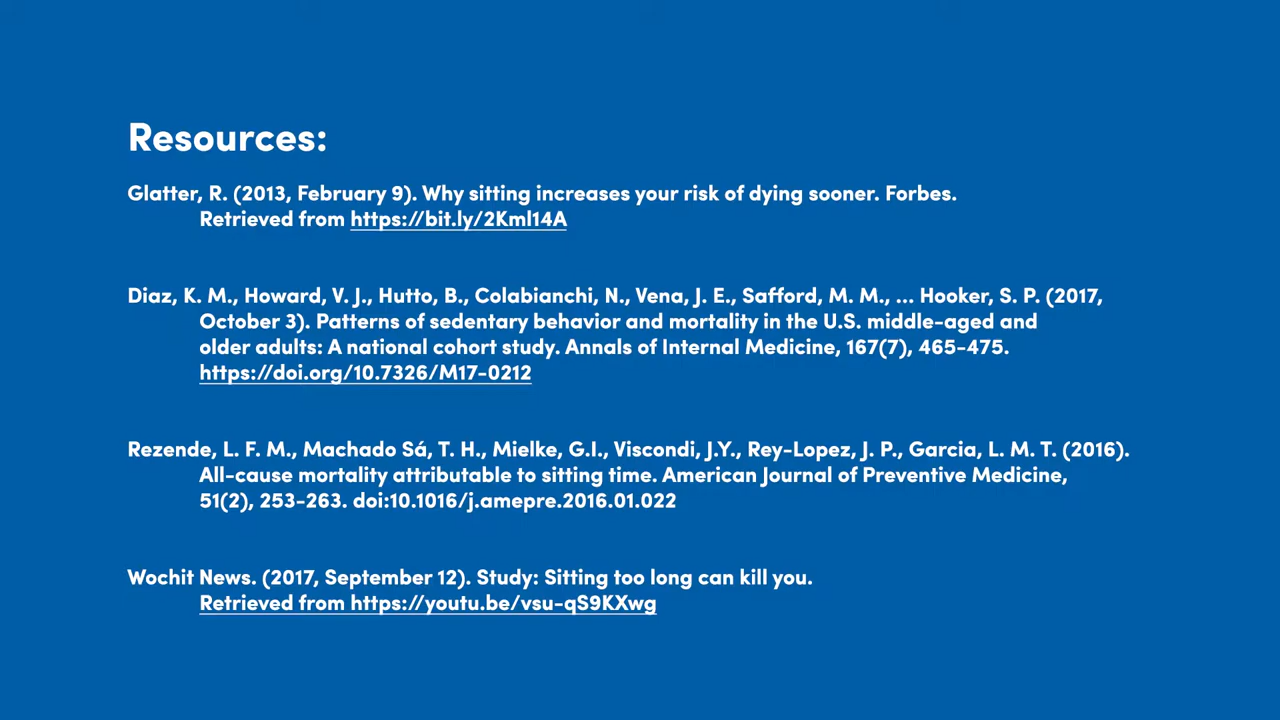 Resources:
Glatter, R. (2013, February 9). Why sitting increases your risk of dying sooner. Forbes.
Retrieved from https://bit.ly/2Kml14A
Diaz, K. M., Howard, V. J., Hutto, B., Colabianchi, N., Vena, J. E., Safford, M. M., ... Hooker, S. P. (2017,
October 3). Patterns of sedentary behavior and mortality in the U.S. middle-aged and
older adults: A national cohort study. Annals of Internal Medicine, 167(7), 465-475.
https://doi.org/10.7326/M17-0212
Rezende, L. F. M., Machado Sá, T. H., Mielke, G.I., Viscondi, J.Y., Rey-Lopez, J. P., Garcia, L. M. T. (2016).
All-cause mortality attributable to sitting time. American Journal of Preventive Medicine,
51(2), 253-263. doi:10.1016/j.amepre.2016.01.022
Wochit News. (2017, September 12). Study: Sitting too long can kill you.
Retrieved from https://youtu.be/vsu-qS9KXwg